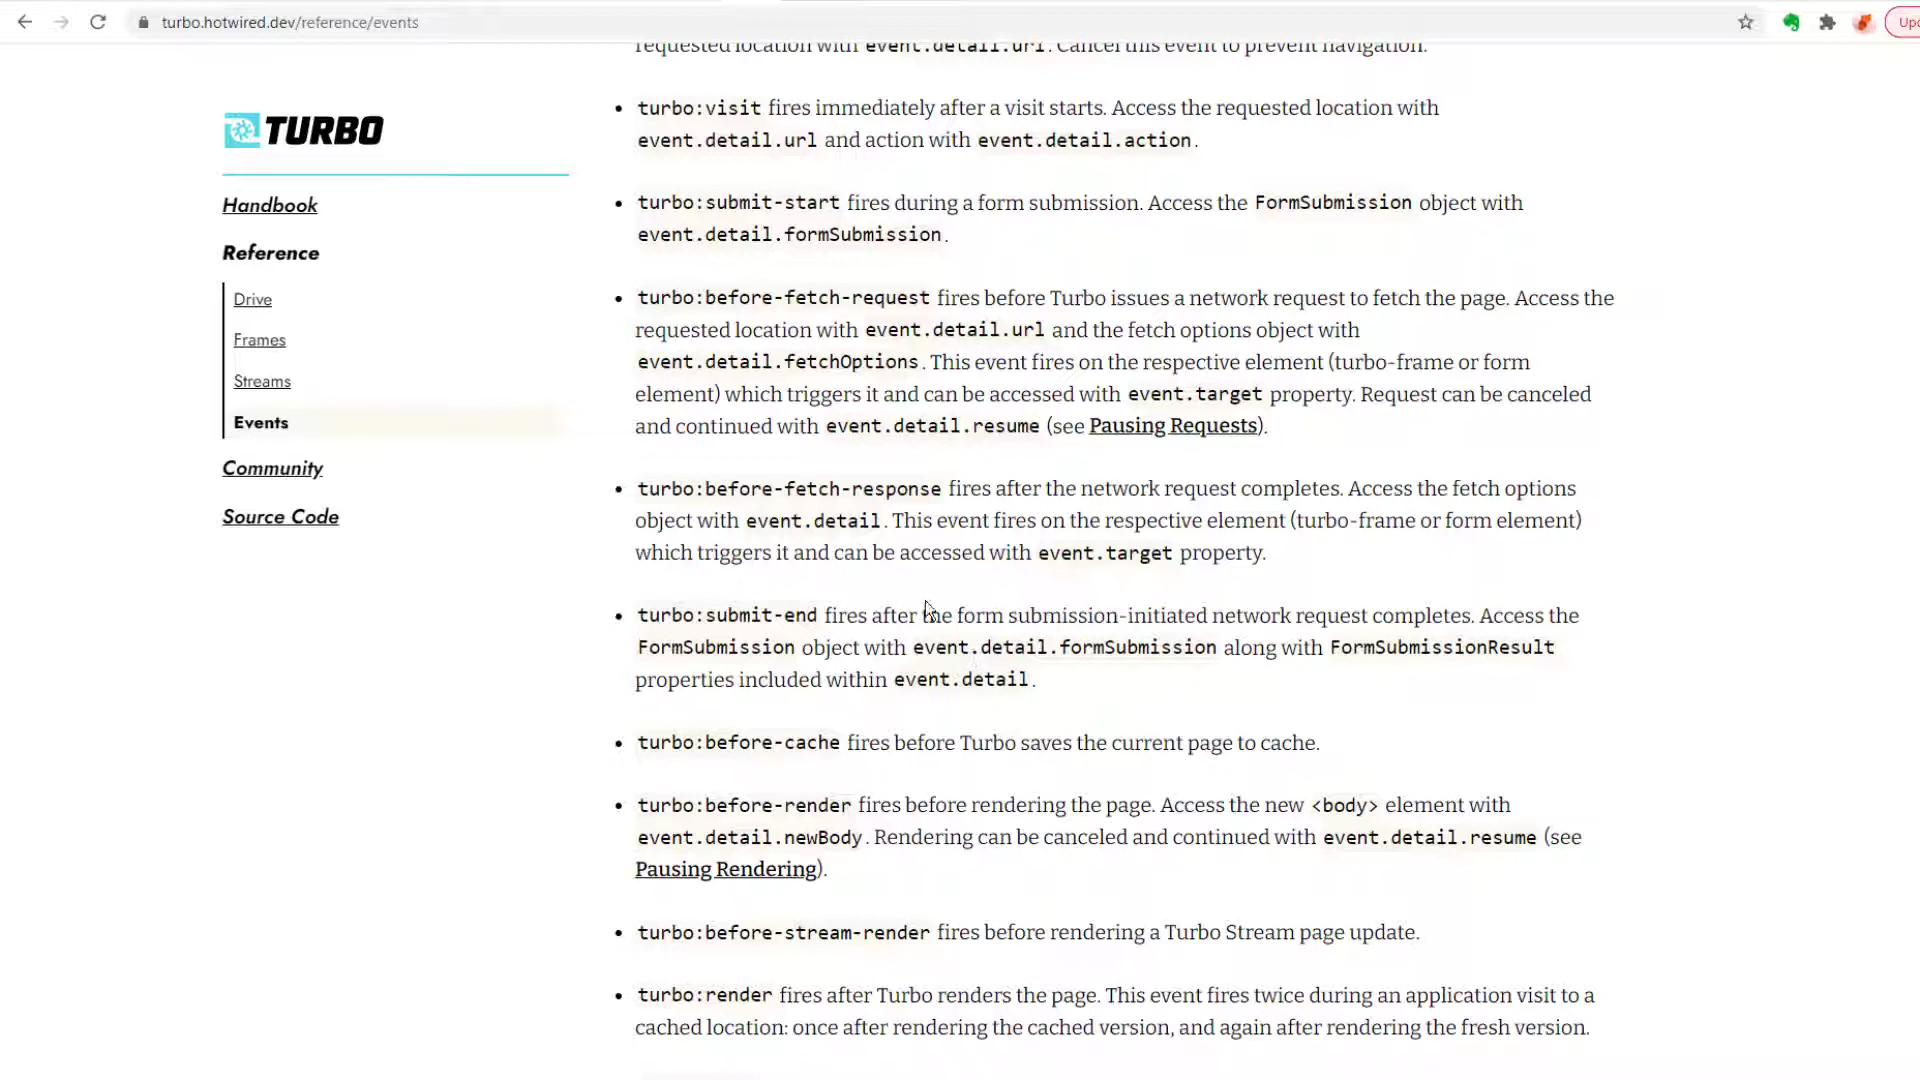 turbo.hotwired.dev/reference/events
Upd
requested location with event.detail.url. Cancel this event to prevent navigation.
TURBO
Handbook
Reference
Drive
Frames
Streams
Events
Community
Source Code
turbo:visit fires immediately after a visit starts. Access the requested location with
event.detail.url and action with event.detail.action.
turbo:submit-start fires during a form submission. Access the FormSubmission object with
event.detail.formSubmission.
turbo:before-fetch-request fires before Turbo issues a network request to fetch the page. Access the
requested location with event.detail.url and the fetch options object with
event.detail.fetchOptions. This event fires on the respective element (turbo-frame or form
element) which triggers it and can be accessed with event.target property. Request can be canceled
and continued with event.detail.resume (see Pausing Requests).
turbo:before-fetch-response fires after the network request completes. Access the fetch options
object with event.detail. This event fires on the respective element (turbo-frame or form element)
which triggers it and can be accessed with event.target property.
turbo:submit-end fires after the form submission-initiated network request completes. Access the
FormSubmission object with event.detail.formSubmission along with FormSubmissionResult
properties included within event.detail.
turbo:before-cache fires before Turbo saves the current page to cache.
turbo:before-render fires before rendering the page. Access the new <body> element with
event.detail.newBody. Rendering can be canceled and continued with event.detail.resume (see
Pausing Rendering).
turbo:before-stream-render fires before rendering a Turbo Stream page update.
turbo:render fires after Turbo renders the page. This event fires twice during an application visit to a
cached location: once after rendering the cached version, and again after rendering the fresh version.